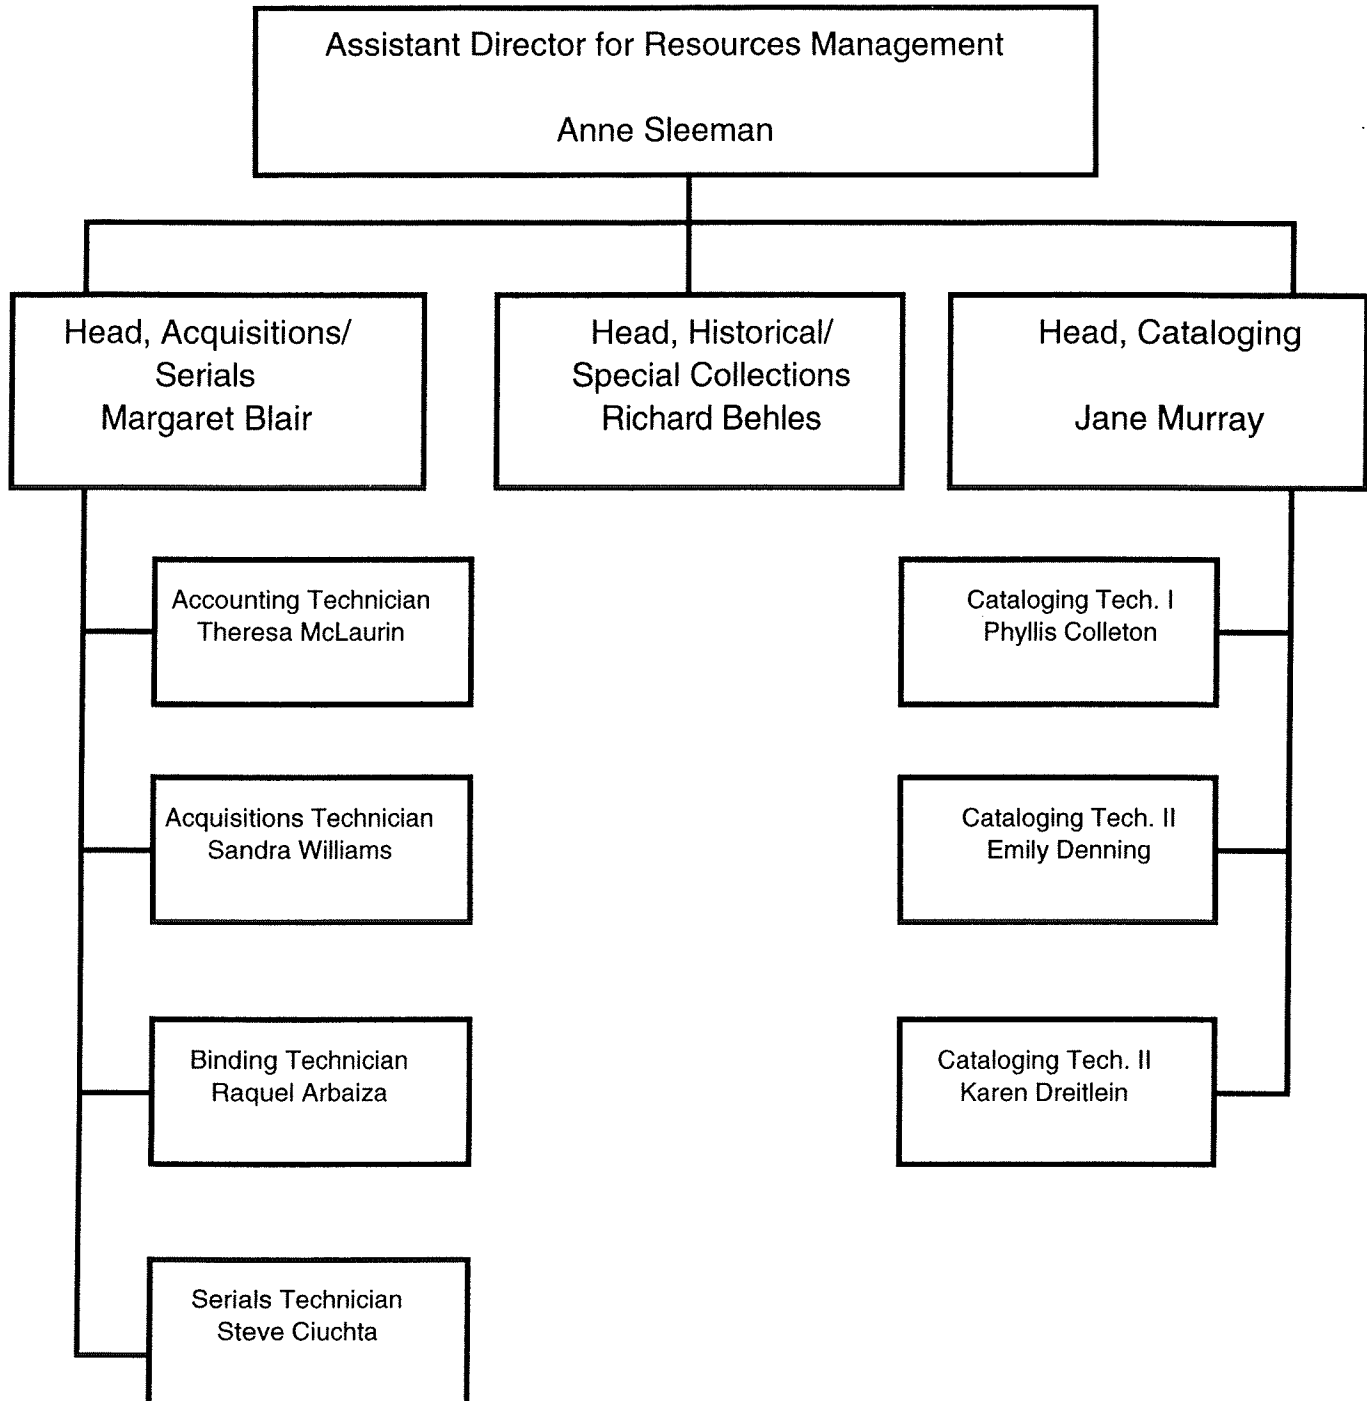 Assistant Director for Resources Management
Anne Sleeman
Head, Acquisitions/
Serials
Margaret Blair
Head, Historical/
Special Collections
Richard Behles
Head, Cataloging
Jane Murray
Accounting Technician
Theresa McLaurin
Acquisitions Technician
Sandra Williams
Binding Technician
Raquel Arbaiza
Serials Technician
Steve Ciuchta
Cataloging Tech. I
Phyllis Colleton
Cataloging Tech. II
Emily Denning
Cataloging Tech. II
Karen Dreitlein